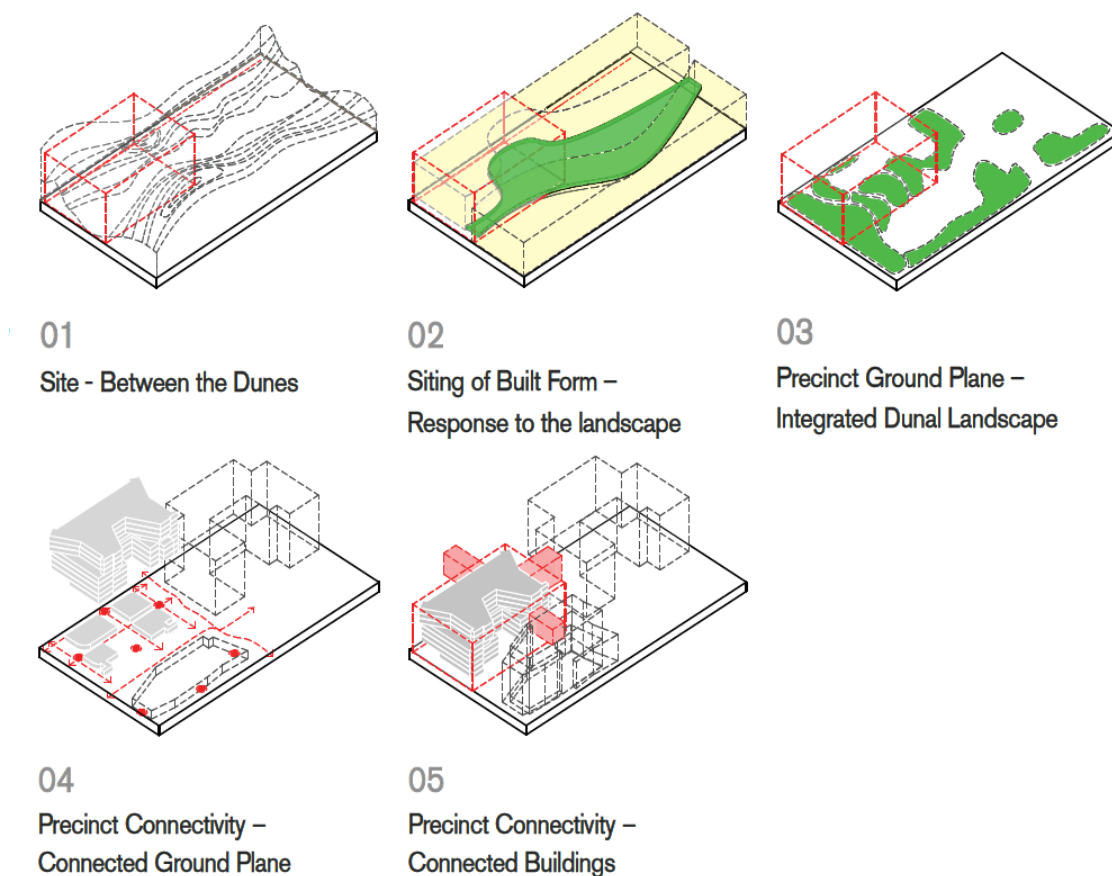 01
Site - Between the Dunes
02
Siting of Built Form –
Response to the landscape
03
Precinct Ground Plane –
Integrated Dunal Landscape
04
Precinct Connectivity –
Connected Ground Plane
05
Precinct Connectivity –
Connected Buildings